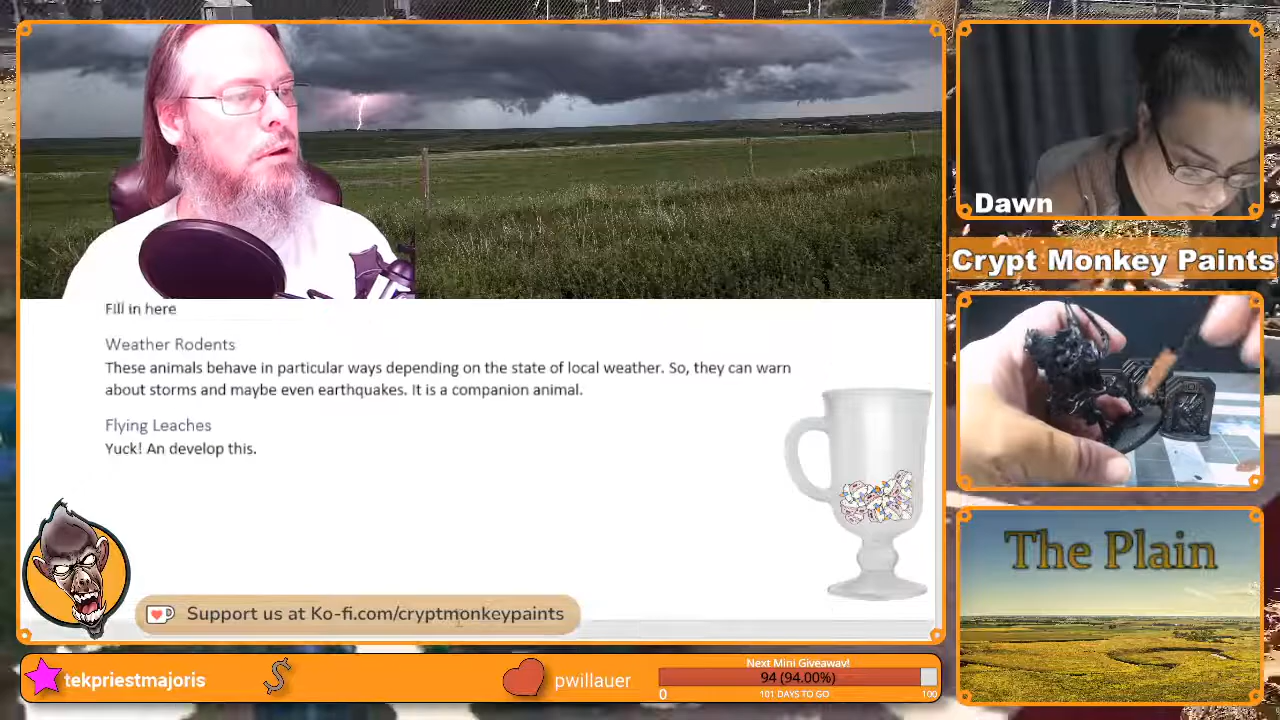 Fill in here
Weather Rodents
These animals behave in particular ways depending on the state of local weather. So, they can warn
about storms and maybe even earthquakes. It is a companion animal.
Flying Leaches
Yuck! An develop this.
Support us at Ko-fi.com/cryptmonkeypaints
tekpriestmajoris
$
pwillauer
Next Mini Giveaway!
94 (94.00%)
0
101 DAYS TO GO
100
Dawn
Crypt Monkey Paints
The Plain